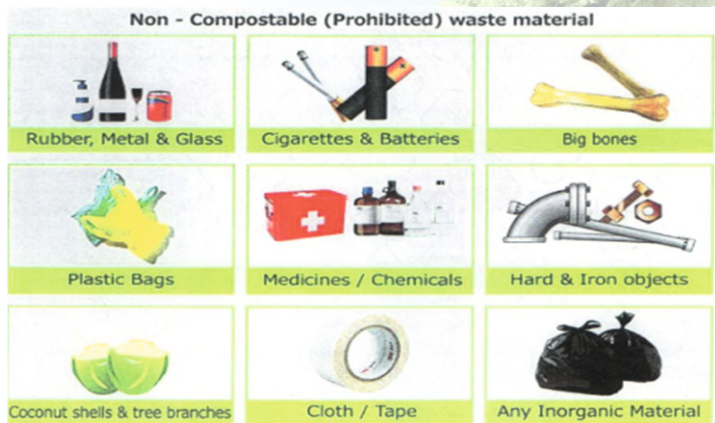 Non - Compostable (Prohibited) waste material
Rubber, Metal & Glass
Cigarettes & Batteries
Big bones
Plastic Bags
Medicines / Chemicals
Hard & Iron objects
Coconut shells & tree branches
Cloth / Tape
Any Inorganic Material